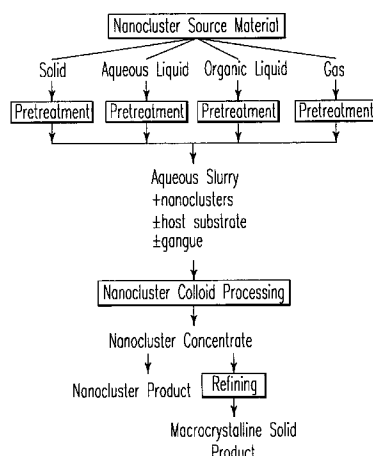 Nanocluster Source Material
Solid Aqueous Liquid Organic Liquid Gas
Pretreatment Pretreatment Pretreatment Pretreatment
Aqueous Slurry
+nanoclusters
±host substrate
±gangue
Nanocluster Colloid Processing
Nanocluster Concentrate
Nanocluster Product Refining
Macrocrystalline Solid
Product